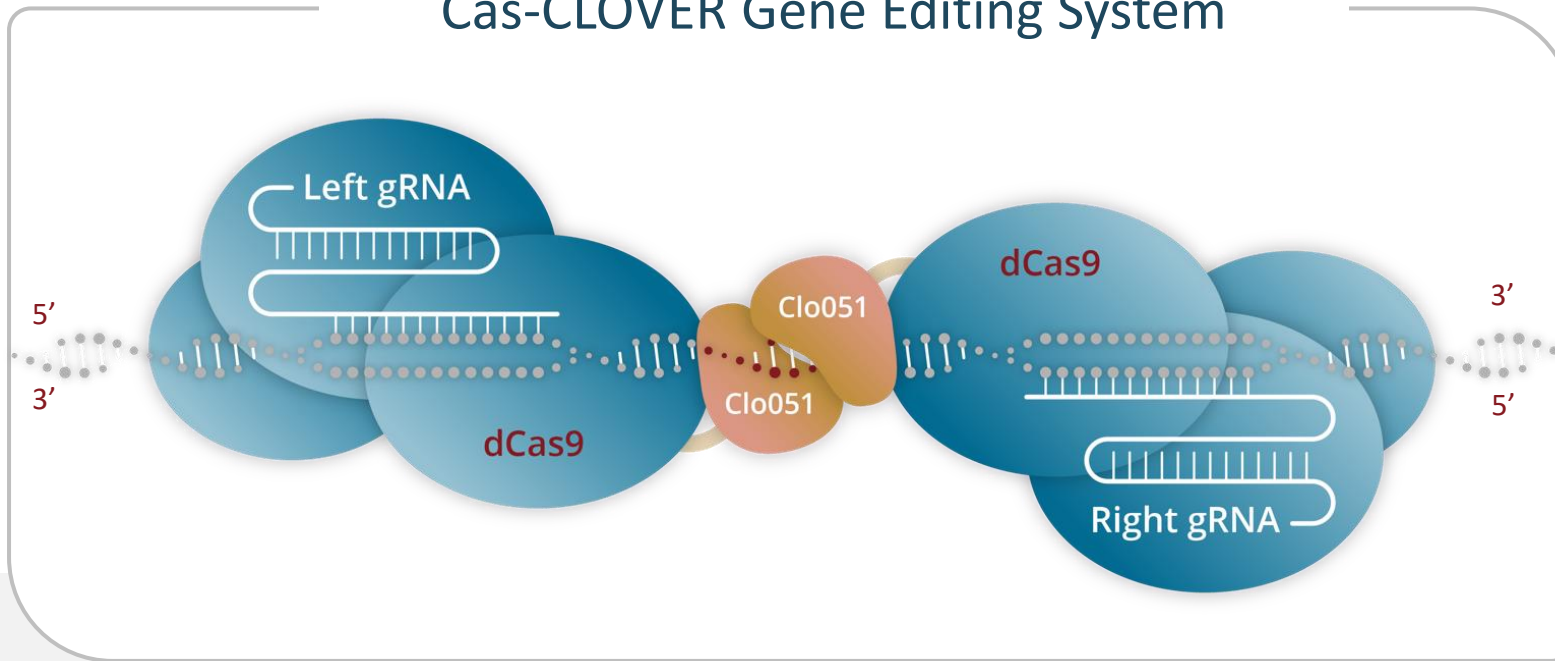 Cas-CLOVER Gene Editing System
Left gRNA
dCas9
Clo051
5’
3’
3’
Clo051
5’
dCas9
Right gRNA